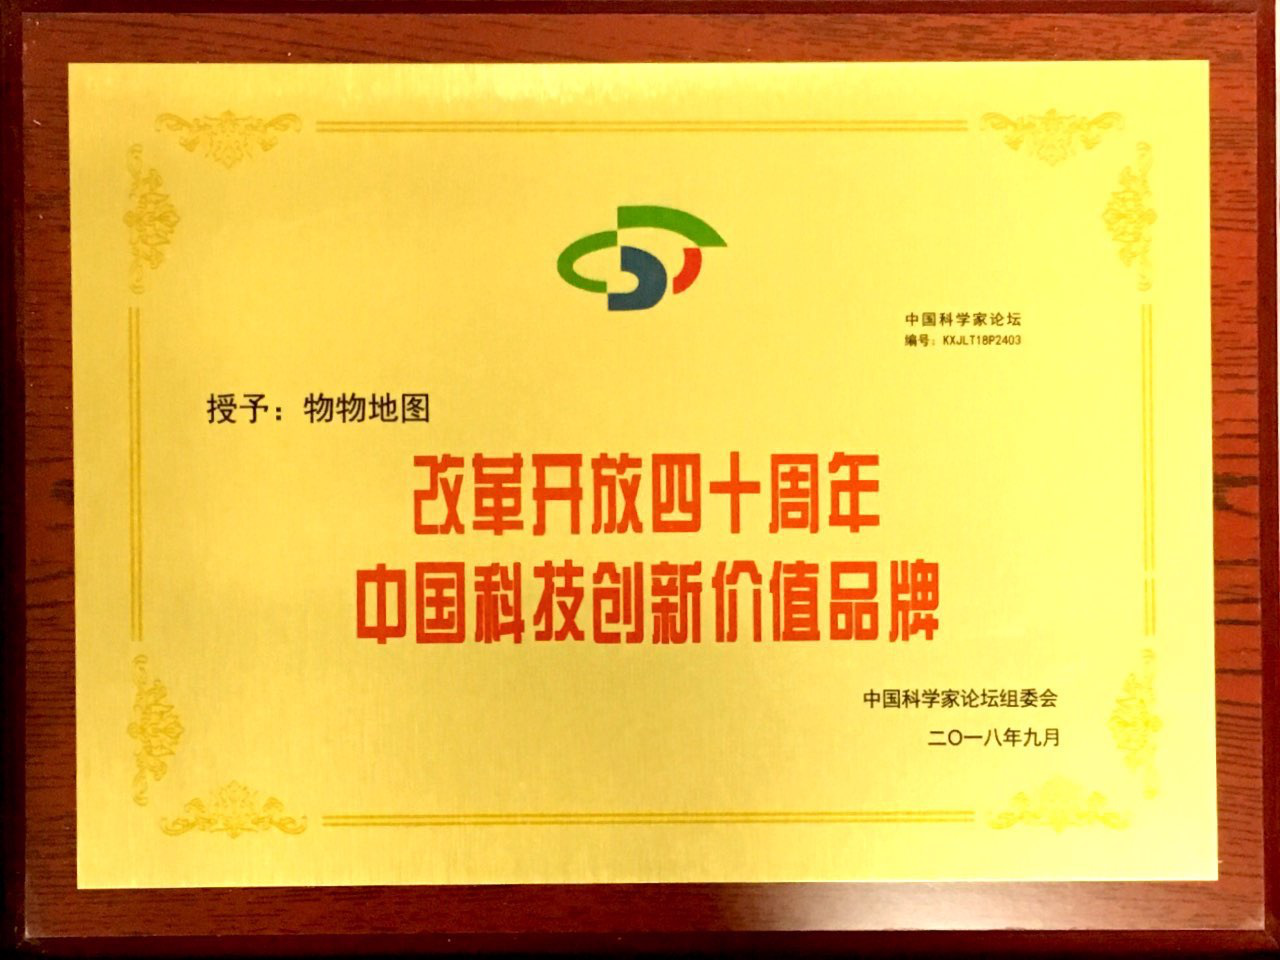 中国科学家论坛
编号：KXJLT18P2403
授予：物物地图
改革开放四十周年
中国科技创新价值品牌
中国科学家论坛组委会
二〇一八年九月